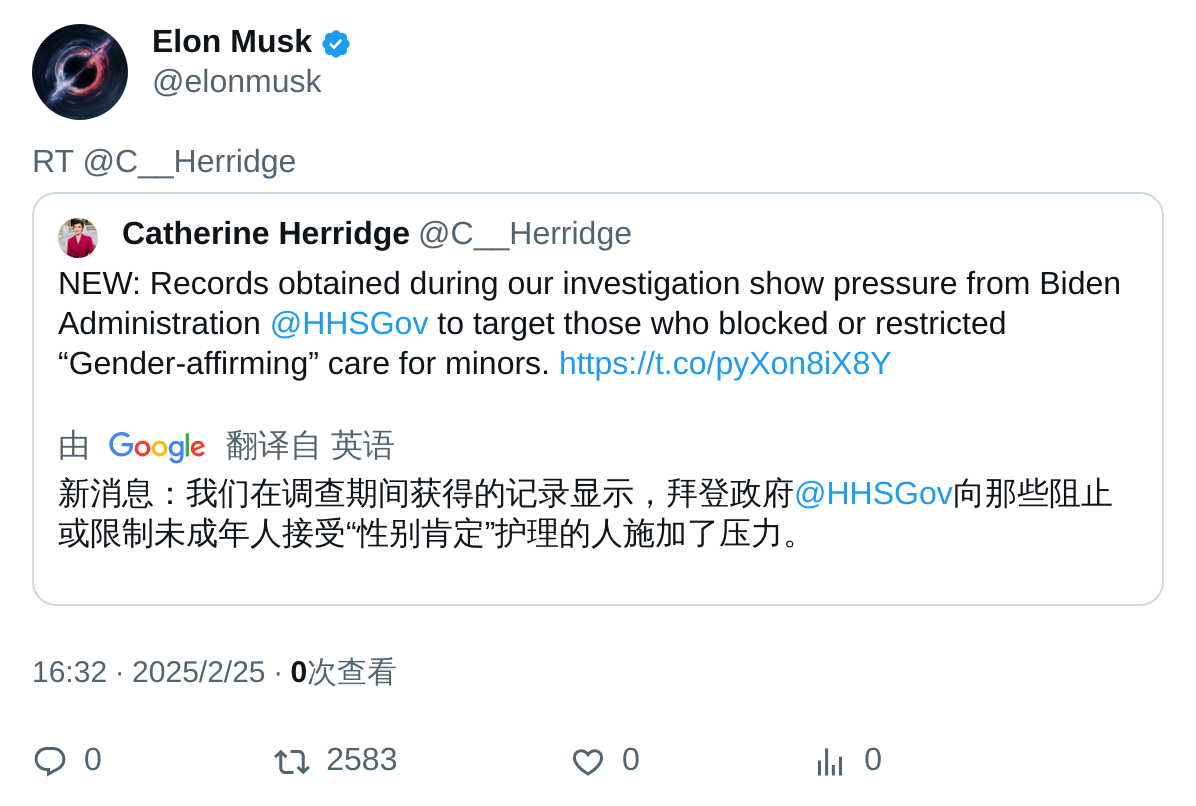 Elon Musk
@elonmusk
RT @C__Herridge
Catherine Herridge @C__Herridge
NEW: Records obtained during our investigation show pressure from Biden
Administration @HHSGov to target those who blocked or restricted
“Gender-affirming” care for minors. https://t.co/pyXon8iX8Y
由 Google 翻译自 英语
新消息：我们在调查期间获得的记录显示，拜登政府@HHSGov向那些阻止
或限制未成年人接受“性别肯定”护理的人施加了压力。
16:32 · 2025/2/25 · 0次查看
0 2583 0 0